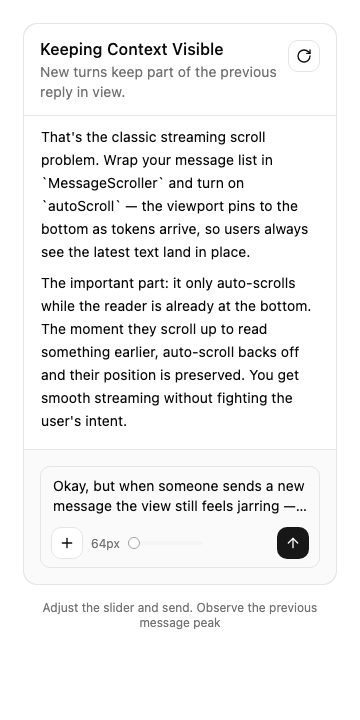 Keeping Context Visible
New turns keep part of the previous
reply in view.
That's the classic streaming scroll
problem. Wrap your message list in
`MessageScroller` and turn on
`autoScroll` — the viewport pins to the
bottom as tokens arrive, so users always
see the latest text land in place.
The important part: it only auto-scrolls
while the reader is already at the bottom.
The moment they scroll up to read
something earlier, auto-scroll backs off
and their position is preserved. You get
smooth streaming without fighting the
user's intent.
Okay, but when someone sends a new
message the view still feels jarring —...
64px
Adjust the slider and send. Observe the previous
message peak